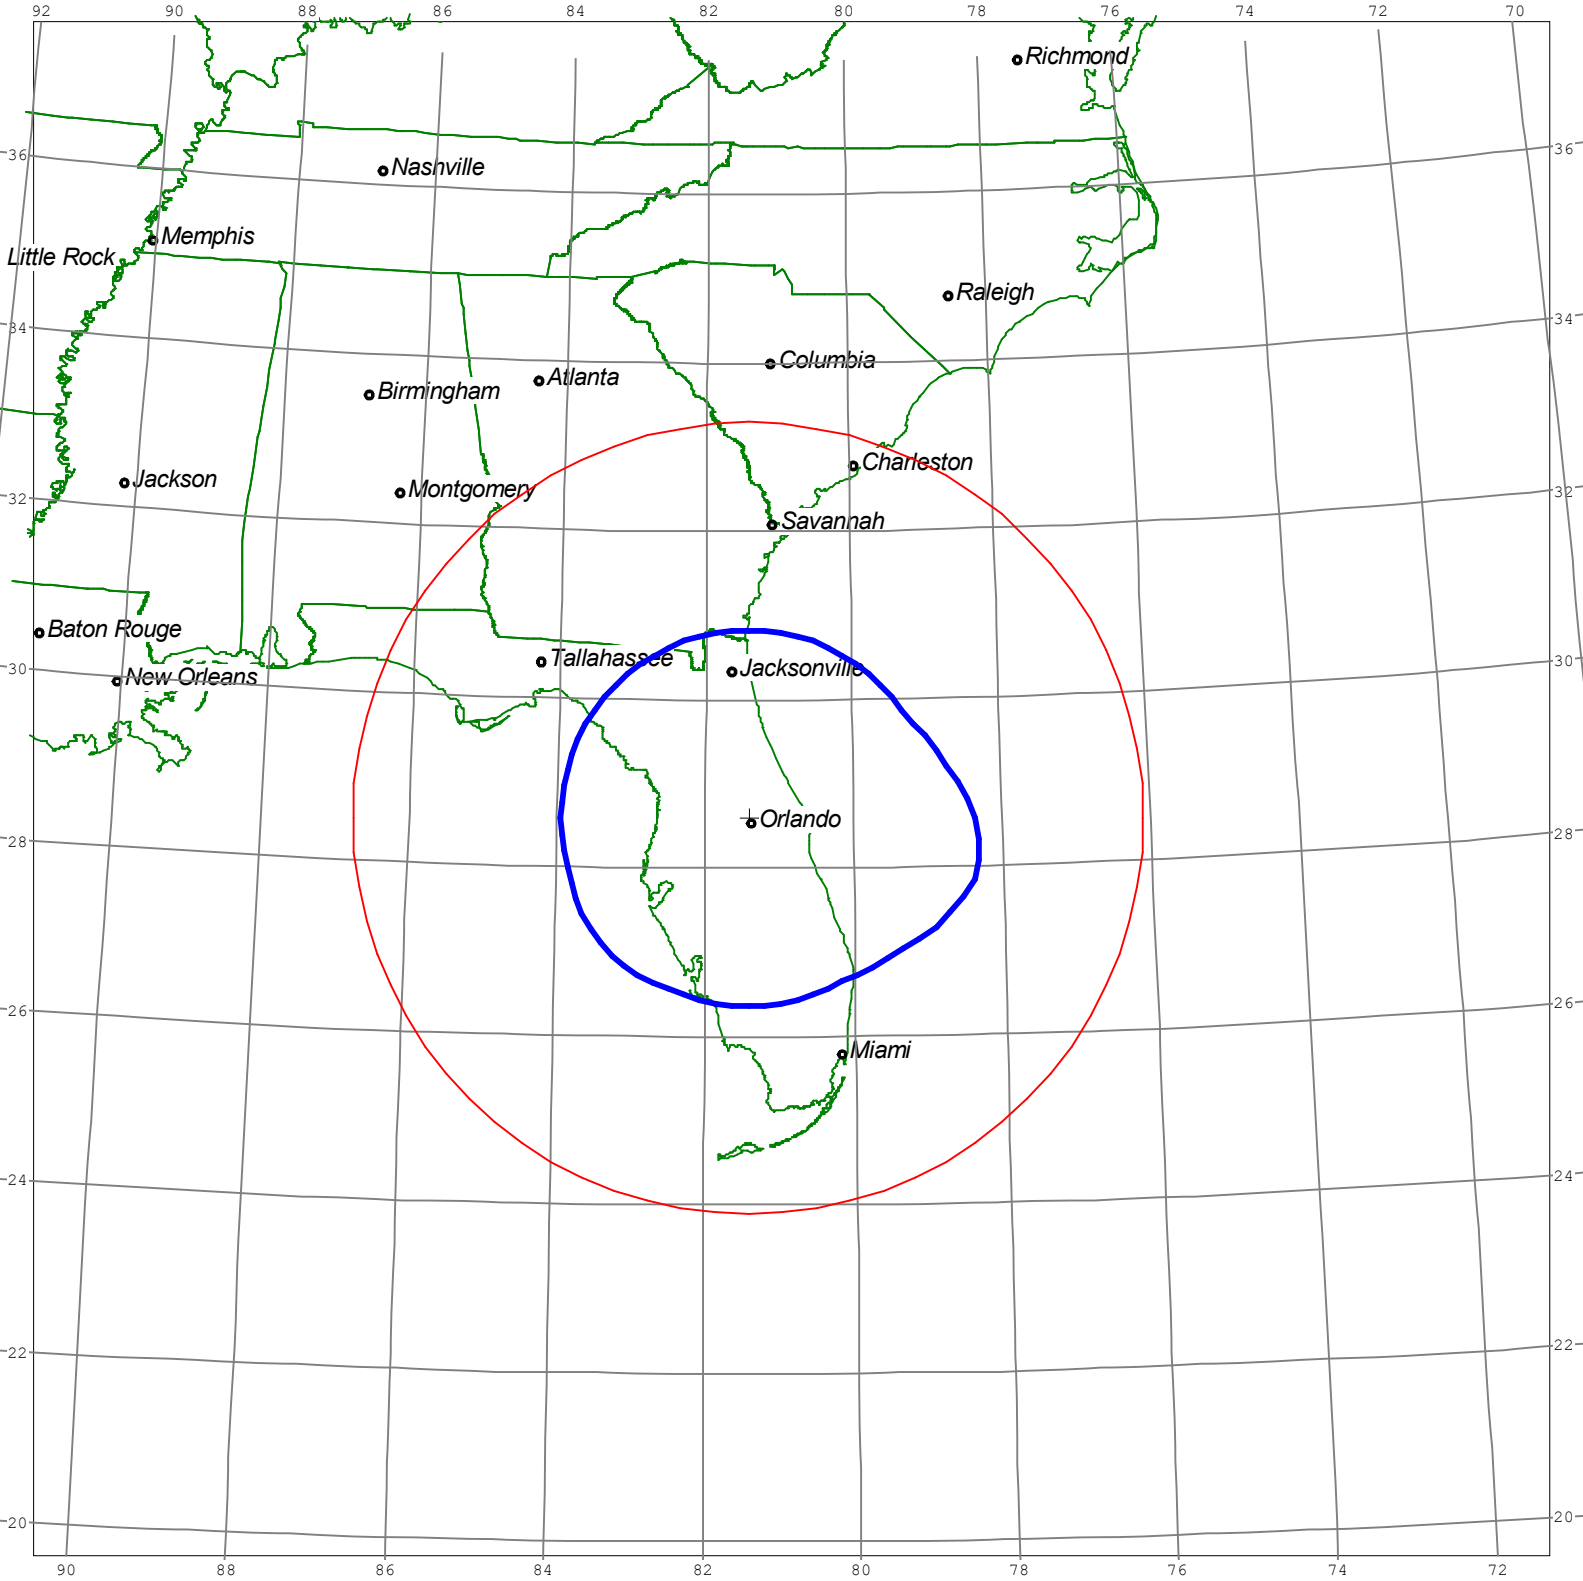 92 90 88 86 84 82 80 78 76 74 72 70
Richmond
36 36
Nashville
Memphis
Little Rock
Raleigh
34 34
Columbia
Atlanta
Birmingham
Charleston
Jackson
Montgomery
32 32
Savannah
Baton Rouge
Tallahassee
30 30
Jacksonville
New Orleans
Orlando
28 28
26 26
Miami
24 24
22 22
20 20
90 88 86 84 82 80 78 76 74 72